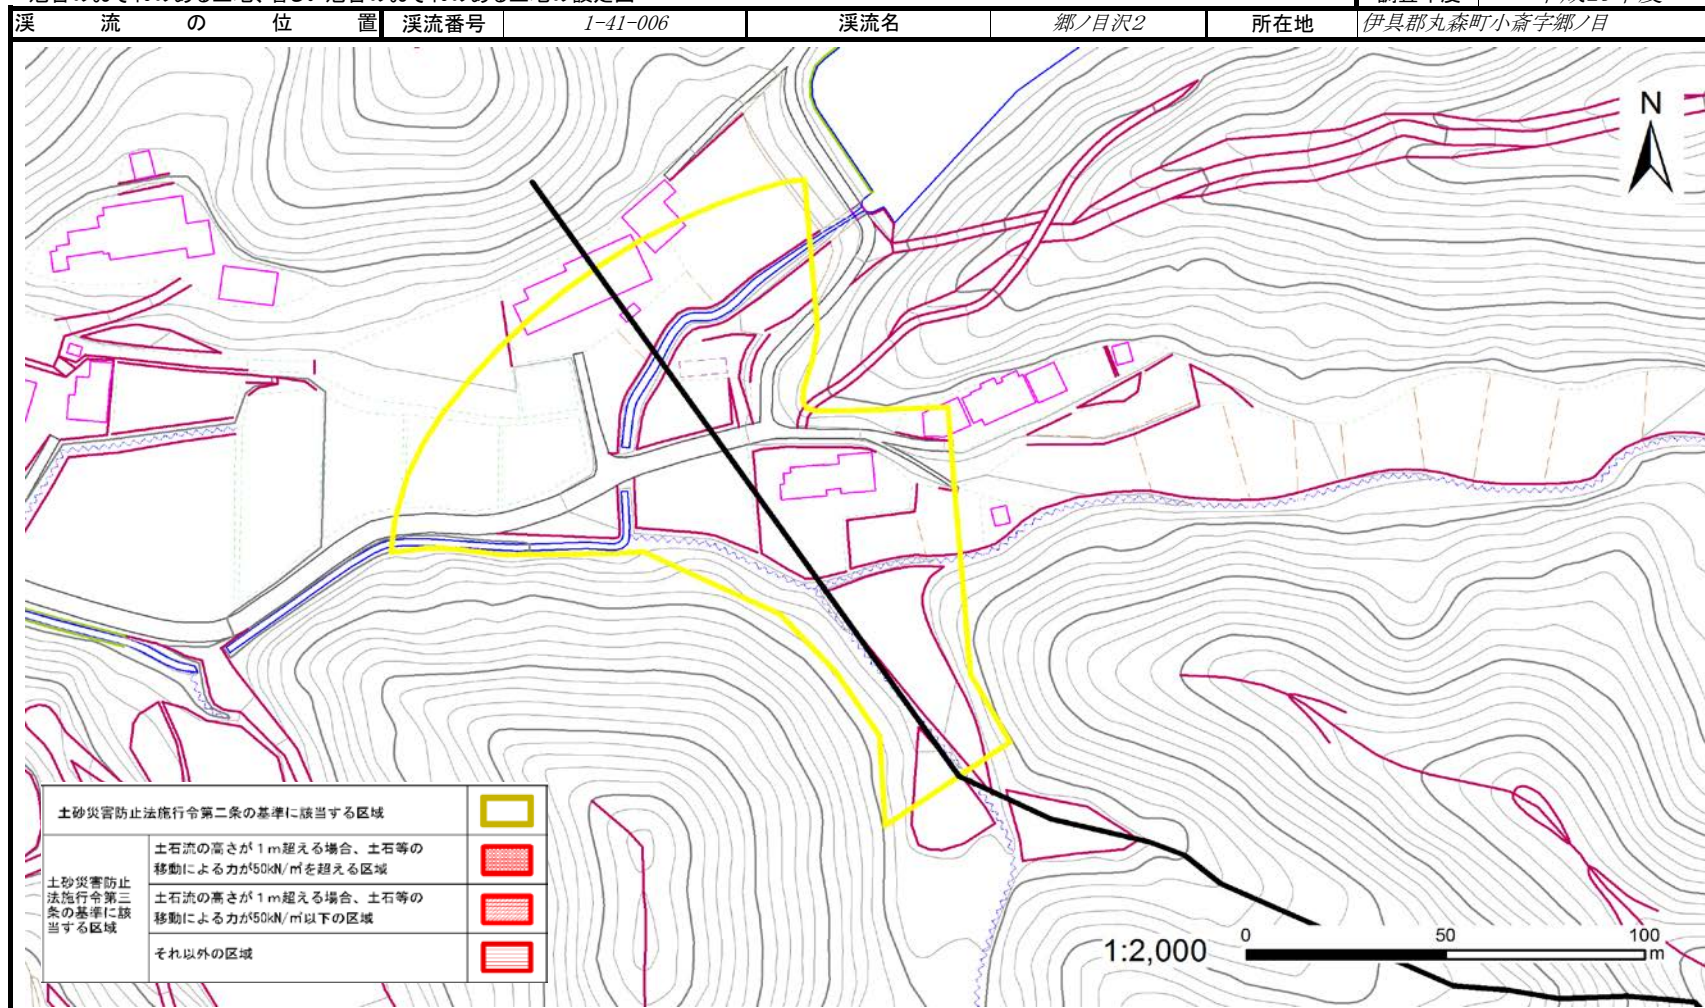 渓流の位置 渓流番号 1-41-006 渓流名 郷ノ目沢2 所在地 伊具郡丸森町小斎字郷ノ目
N
土砂災害防止法施行令第二条の基準に該当する区域
土砂災害防止
法施行令第三
条の基準に該
当する区域
土石流の高さが1m超える場合、土石等の
移動による力が50kN/㎡を超える区域
土石流の高さが1m超える場合、土石等の
移動による力が50kN/㎡以下の区域
それ以外の区域
1:2,000
0 50 100
m